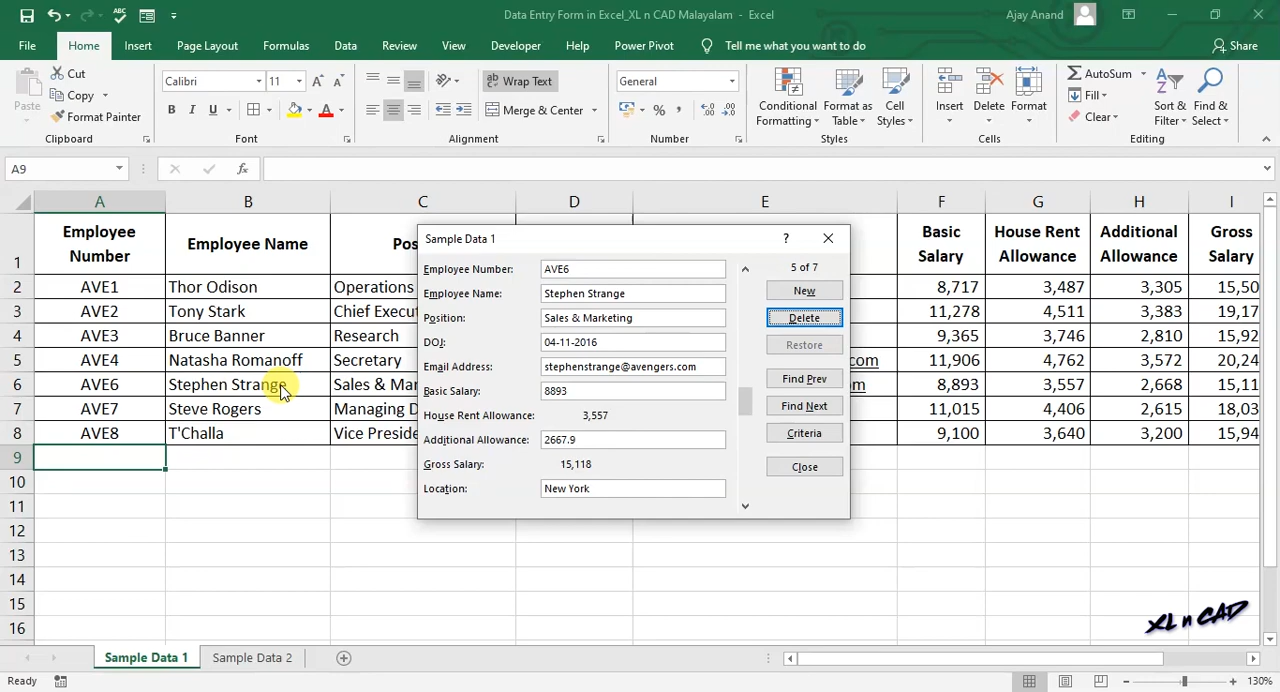 Data Entry Form in Excel_XL n CAD Malayalam - Excel
Ajay Anand
File Home Insert Page Layout Formulas Data Review View Developer Help Power Pivot Tell me what you want to do Share
Paste
Cut
Copy
Format Painter
Clipboard
Calibri 11
B I U
Font
Wrap Text
Merge & Center
Alignment
General
Number
Conditional Formatting
Format as Table
Cell Styles
Styles
Insert Delete Format
Cells
AutoSum
Fill
Clear
Sort & Filter
Find & Select
Editing
A9 fx
A B C D E F G H I
1 Employee Number Employee Name Pos Basic Salary House Rent Allowance Additional Allowance Gross Salary
2 AVE1 Thor Odison Operations 8,717 3,487 3,305 15,50
3 AVE2 Tony Stark Chief Execut 11,278 4,511 3,383 19,17
4 AVE3 Bruce Banner Research 9,365 3,746 2,810 15,92
5 AVE4 Natasha Romanoff Secretary com 11,906 4,762 3,572 20,24
6 AVE6 Stephen Strange Sales & Mar om 8,893 3,557 2,668 15,11
7 AVE7 Steve Rogers Managing D 11,015 4,406 2,615 18,03
8 AVE8 T'Challa Vice Preside 9,100 3,640 3,200 15,94
9
10
11
12
13
14
15
16
Sample Data 1 ?
Employee Number: AVE6
Employee Name: Stephen Strange
Position: Sales & Marketing
DOJ: 04-11-2016
Email Address: stephenstrange@avengers.com
Basic Salary: 8893
House Rent Allowance: 3,557
Additional Allowance: 2667.9
Gross Salary: 15,118
Location: New York
5 of 7
New
Delete
Restore
Find Prev
Find Next
Criteria
Close
XL n CAD
Sample Data 1 Sample Data 2
Ready 130%